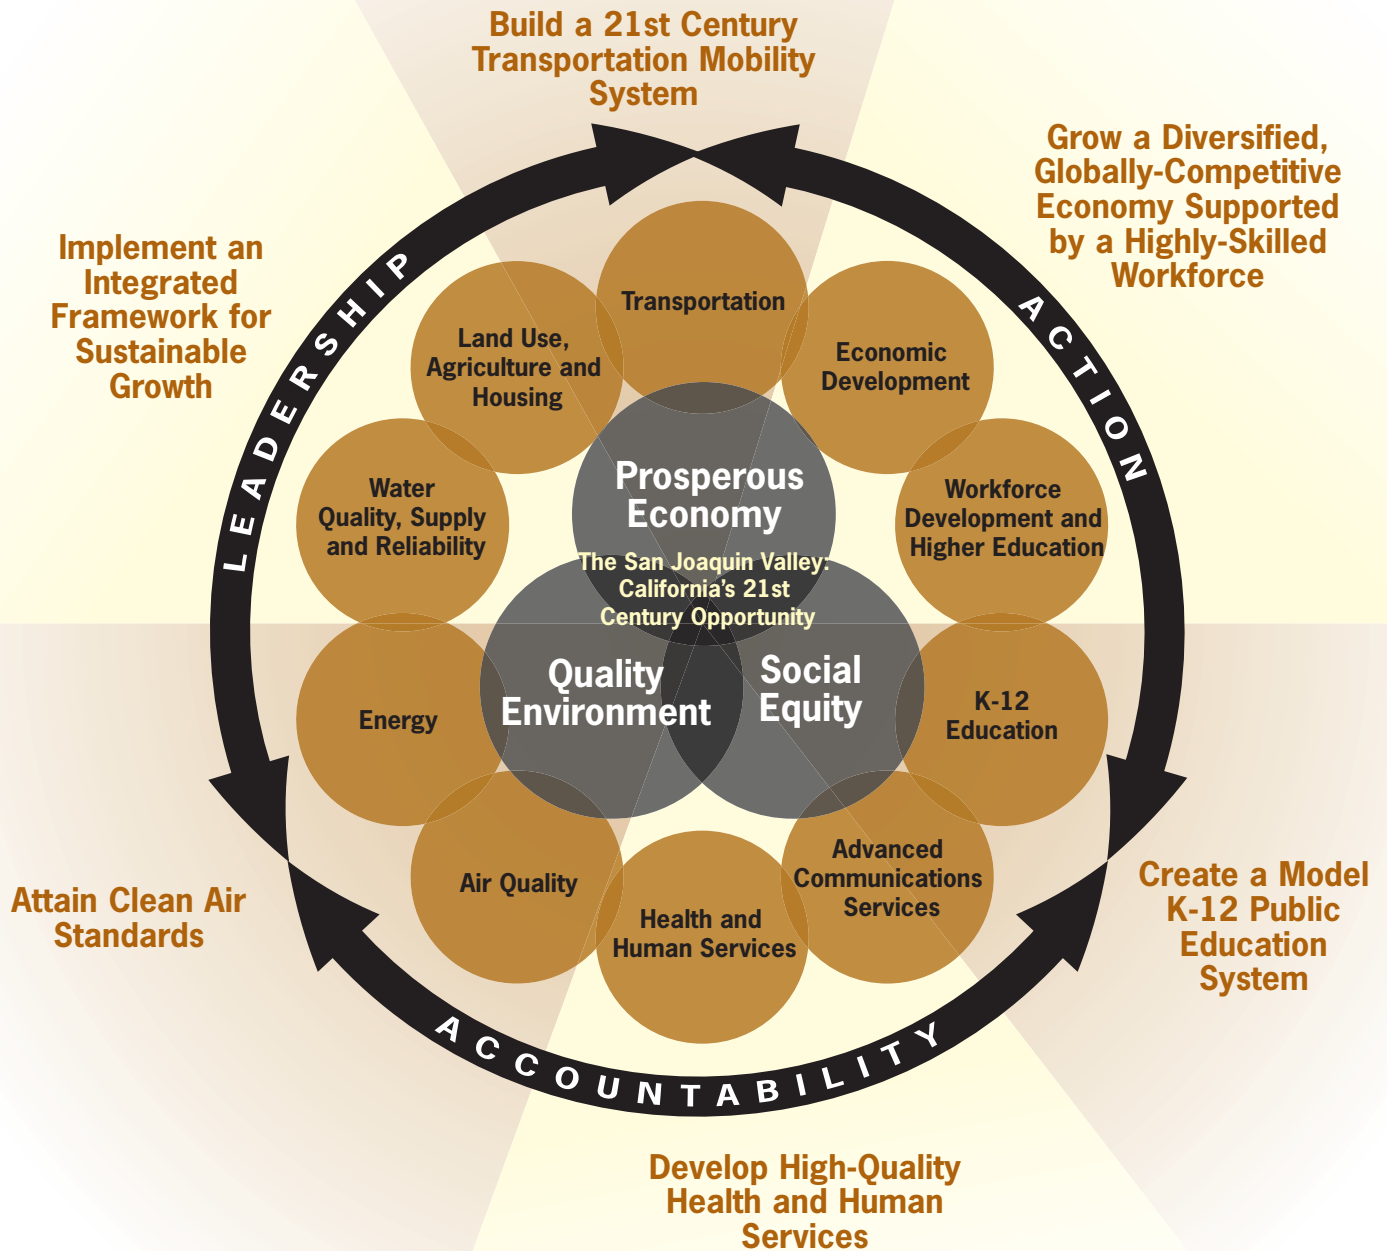 Build a 21st Century
Transportation Mobility
System
Grow a Diversified,
Globally-Competitive
Economy Supported
by a Highly-Skilled
Workforce
Implement an
Integrated
Framework for
Sustainable
Growth
LEADERSHIP
ACTION
Transportation
Land Use,
Agriculture and
Housing
Economic
Development
Water
Quality, Supply
and Reliability
Workforce
Development and
Higher Education
Prosperous
Economy
The San Joaquin Valley:
California's 21st
Century Opportunity
Quality
Environment
Social
Equity
Energy
K-12
Education
Air Quality
Health and
Human Services
Advanced
Communications
Services
Attain Clean Air
Standards
Create a Model
K-12 Public
Education
System
ACCOUNTABILITY
Develop High-Quality
Health and Human
Services